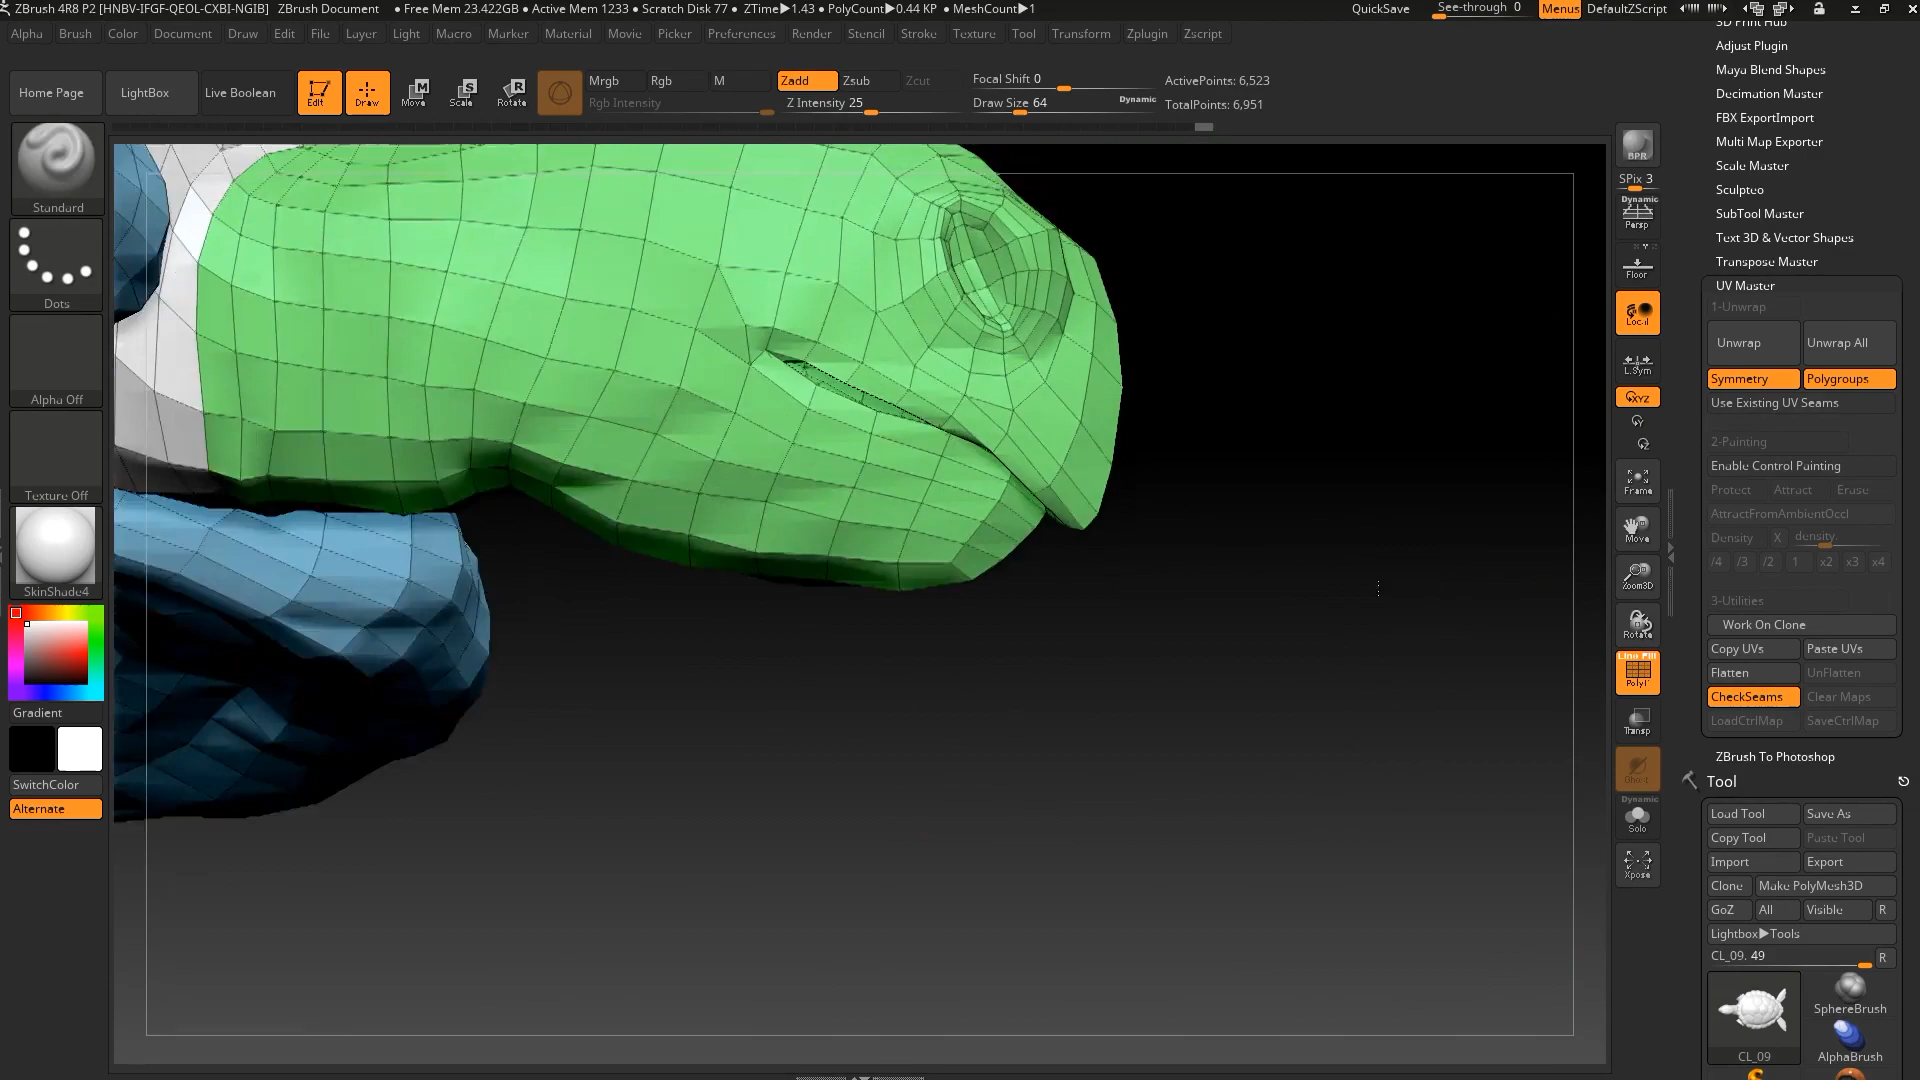 ZBrush 4R8 P2 [HNBV-IFGF-QEOL-CXBI-NGIB] ZBrush Document • Free Mem 23.422GB • Active Mem 1233 • Scratch Disk 77 • ZTime▶1.43 • PolyCount▶0.44 KP • MeshCount▶1 QuickSave See-through 0 Menus DefaultZScript
Alpha Brush Color Document Draw Edit File Layer Light Macro Marker Material Movie Picker Preferences Render Stencil Stroke Texture Tool Transform Zplugin Zscript
Home Page LightBox Live Boolean Edit Draw Move Scale Rotate
M S R
Mrgb Rgb M Zadd Zsub Zcut Focal Shift 0 ActivePoints: 6,523
Rgb Intensity Z Intensity 25 Draw Size 64 Dynamic TotalPoints: 6,951
Standard
Dots
Alpha Off
Texture Off
SkinShade4
Gradient
SwitchColor
Alternate
BPR
SPix 3
Dynamic
Persp
Floor
Local
L.Sym
XYZ
Frame
Move
Zoom3D
Rotate
Line Fill
PolyF
Transp
Ghost
Dynamic
Solo
Xpose
3D Print Hub
Adjust Plugin
Maya Blend Shapes
Decimation Master
FBX ExportImport
Multi Map Exporter
Scale Master
Sculpteo
SubTool Master
Text 3D & Vector Shapes
Transpose Master
UV Master
1-Unwrap
Unwrap Unwrap All
Symmetry Polygroups
Use Existing UV Seams
2-Painting
Enable Control Painting
Protect Attract Erase
AttractFromAmbientOccl
Density X density.
/4 /3 /2 1 x2 x3 x4
3-Utilities
Work On Clone
Copy UVs Paste UVs
Flatten UnFlatten
CheckSeams Clear Maps
LoadCtrlMap SaveCtrlMap
ZBrush To Photoshop
Tool
Load Tool Save As
Copy Tool Paste Tool
Import Export
Clone Make PolyMesh3D
GoZ All Visible R
Lightbox▶Tools
CL_09. 49 R
SphereBrush
CL_09 AlphaBrush